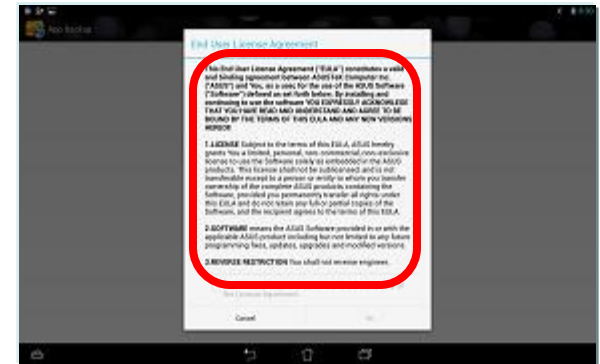 App Backup
End User License Agreement
This End User License Agreement ("EULA") constitutes a valid
and binding agreement between ASUSTeK Computer Inc.
("ASUS") and You, as a user, for the use of the ASUS Software
("Software") defined as set forth below. By installing and
continuing to use the software YOU EXPRESSLY ACKNOWLEDGE
THAT YOU HAVE READ AND UNDERSTAND AND AGREE TO BE
BOUND BY THE TERMS OF THIS EULA AND ANY NEW VERSIONS
HEREOF.
1.LICENSE Subject to the terms of this EULA, ASUS hereby
grants You a limited, personal, non-commercial, non-exclusive
license to use the Software solely as embedded in the ASUS
products. This license shall not be sublicensed, and is not
transferable except to a person or entity to whom you transfer
ownership of the complete ASUS products containing the
Software, provided you permanently transfer all rights under
this EULA and do not retain any full or partial copies of the
Software, and the recipient agrees to the terms of this EULA.
2.SOFTWARE means the ASUS Software provided in or with the
applicable ASUS product including but not limited to any future
programming fixes, updates, upgrades and modified versions.
3.REVERSE RESTRICTION You shall not reverse engineer,
License Agreement
Cancel